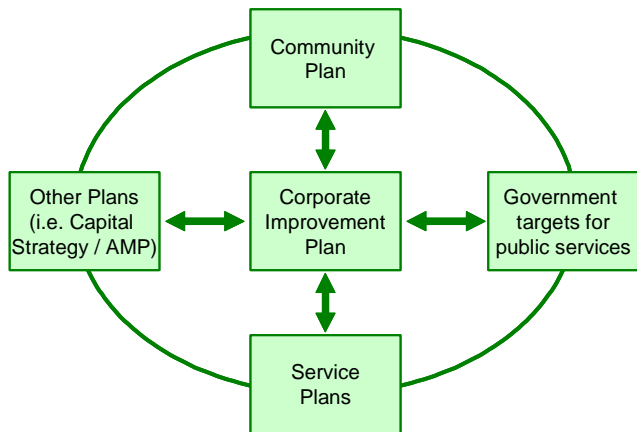 Community
Plan
Other Plans
(i.e. Capital
Strategy / AMP)
Corporate
Improvement
Plan
Government
targets for
public services
Service
Plans